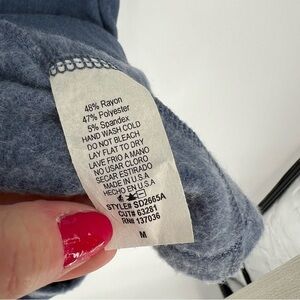 48% Rayon
47% Polyester
5% Spandex
HAND WASH COLD
DO NOT BLEACH
LAY FLAT TO DRY
LAVE FRIO A MANO
NO USAR CLORO
SECAR ESTIRADO
MADE IN U.S.A
HECHO EN U.S.A
STYLE# SD2665A
CUT# 63281
RN# 137036
M